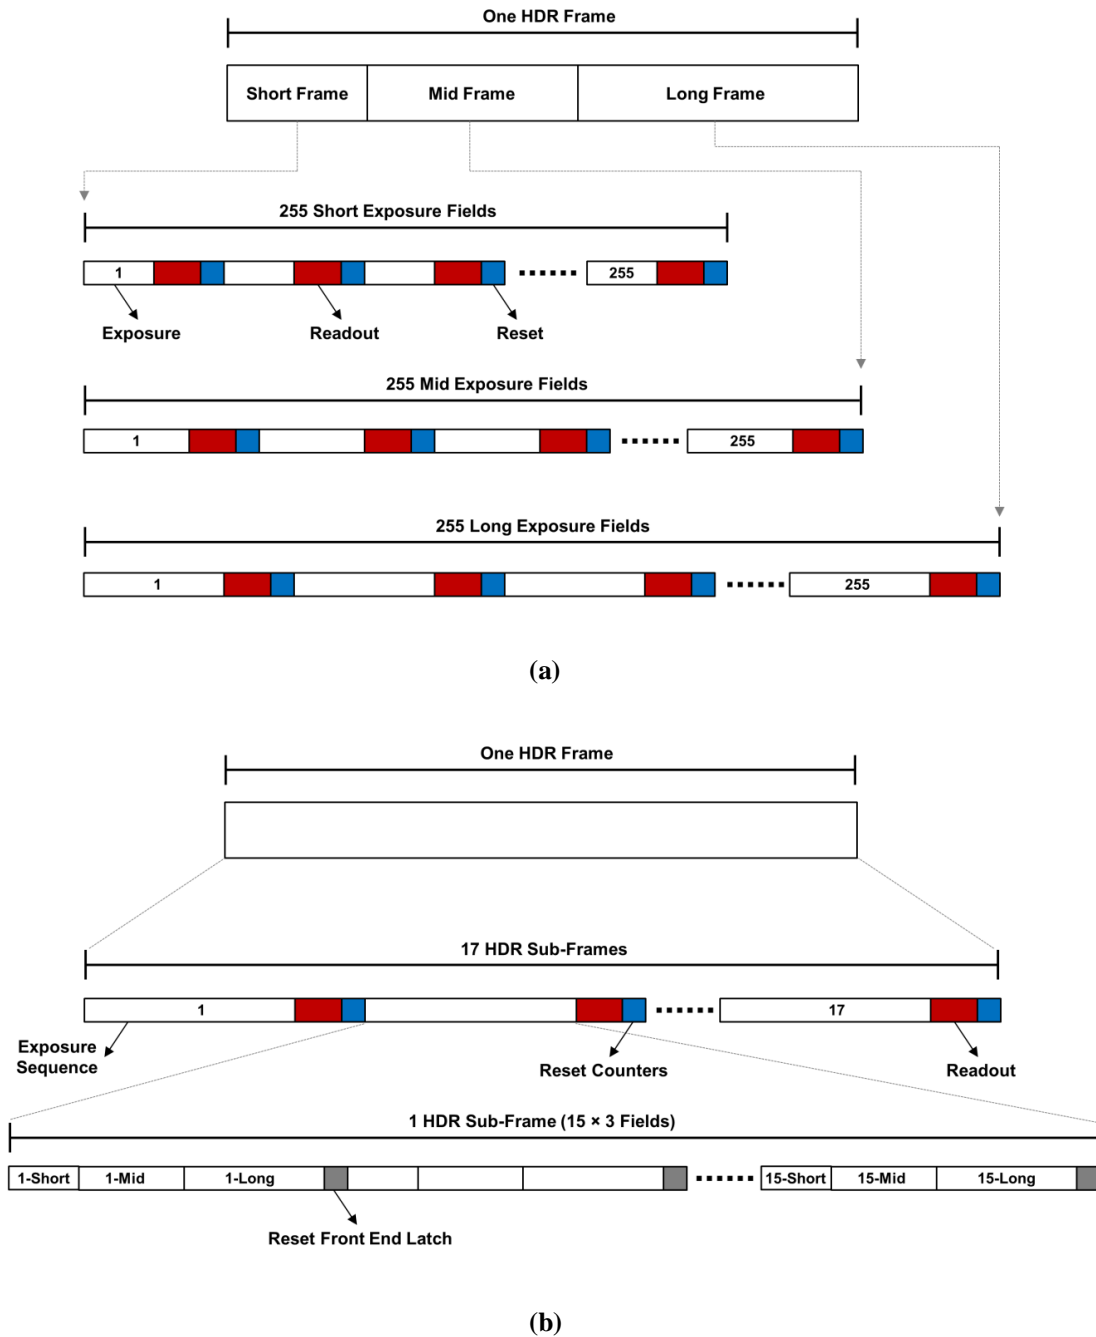 One HDR Frame
Short Frame Mid Frame Long Frame
255 Short Exposure Fields
1 255
Exposure Readout Reset
255 Mid Exposure Fields
1 255
255 Long Exposure Fields
1 255
(a)
One HDR Frame
17 HDR Sub-Frames
1 17
Exposure
Sequence
Reset Counters Readout
1 HDR Sub-Frame (15 × 3 Fields)
1-Short 1-Mid 1-Long 15-Short 15-Mid 15-Long
Reset Front End Latch
(b)